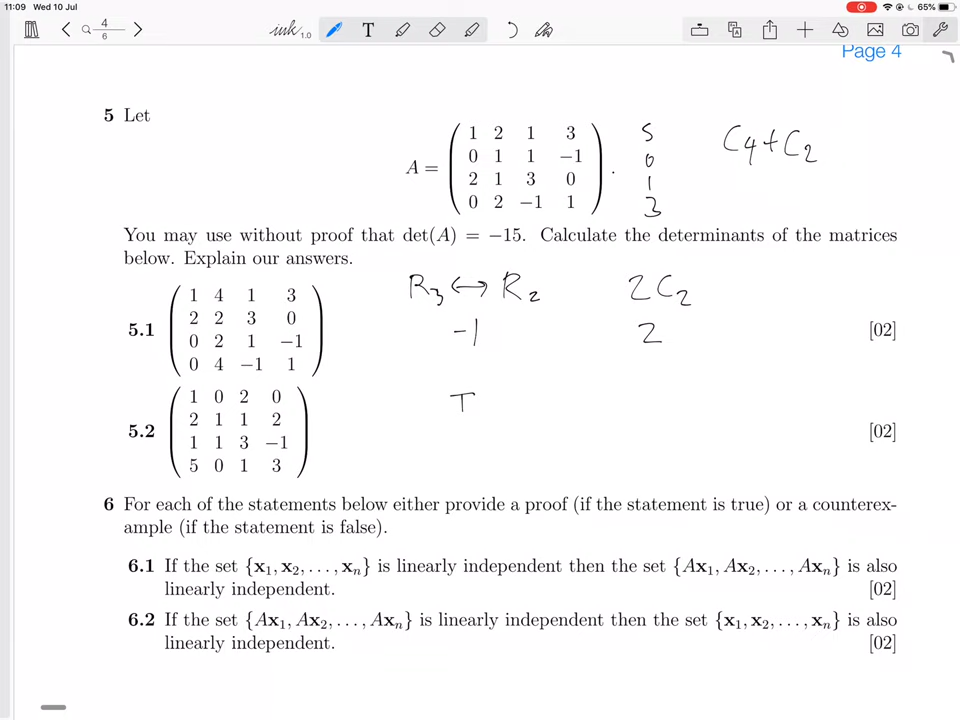 11:09 Wed 10 Jul
65%
4
6
ink 1.0
T
Page 4
5 Let
A = ( 1 2 1 3
0 1 1 −1
2 1 3 0
0 2 −1 1 ) .
5
0
1
3
C4 + C2
You may use without proof that det(A) = −15. Calculate the determinants of the matrices
below. Explain our answers.
R3 ↔ R2
2C2
5.1 ( 1 4 1 3
2 2 3 0
0 2 1 −1
0 4 −1 1 )
-1
2
[02]
5.2 ( 1 0 2 0
2 1 1 2
1 1 3 −1
5 0 1 3 )
T
[02]
6 For each of the statements below either provide a proof (if the statement is true) or a counterex-
ample (if the statement is false).
6.1 If the set {x1, x2, . . . , xn} is linearly independent then the set {Ax1, Ax2, . . . , Axn} is also
linearly independent. [02]
6.2 If the set {Ax1, Ax2, . . . , Axn} is linearly independent then the set {x1, x2, . . . , xn} is also
linearly independent. [02]